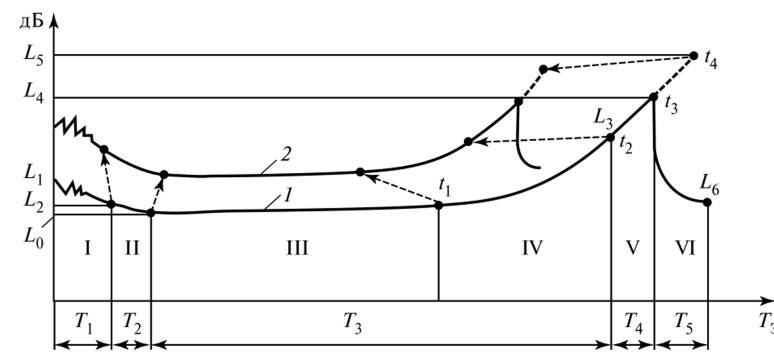 дБ
L₅
t₄
L₄
t₃
L₃
t₂
2
L₁
t₁
1
L₂
L₆
L₀
I II III IV V VI
T₁ T₂ T₃ T₄ T₅ Tэ